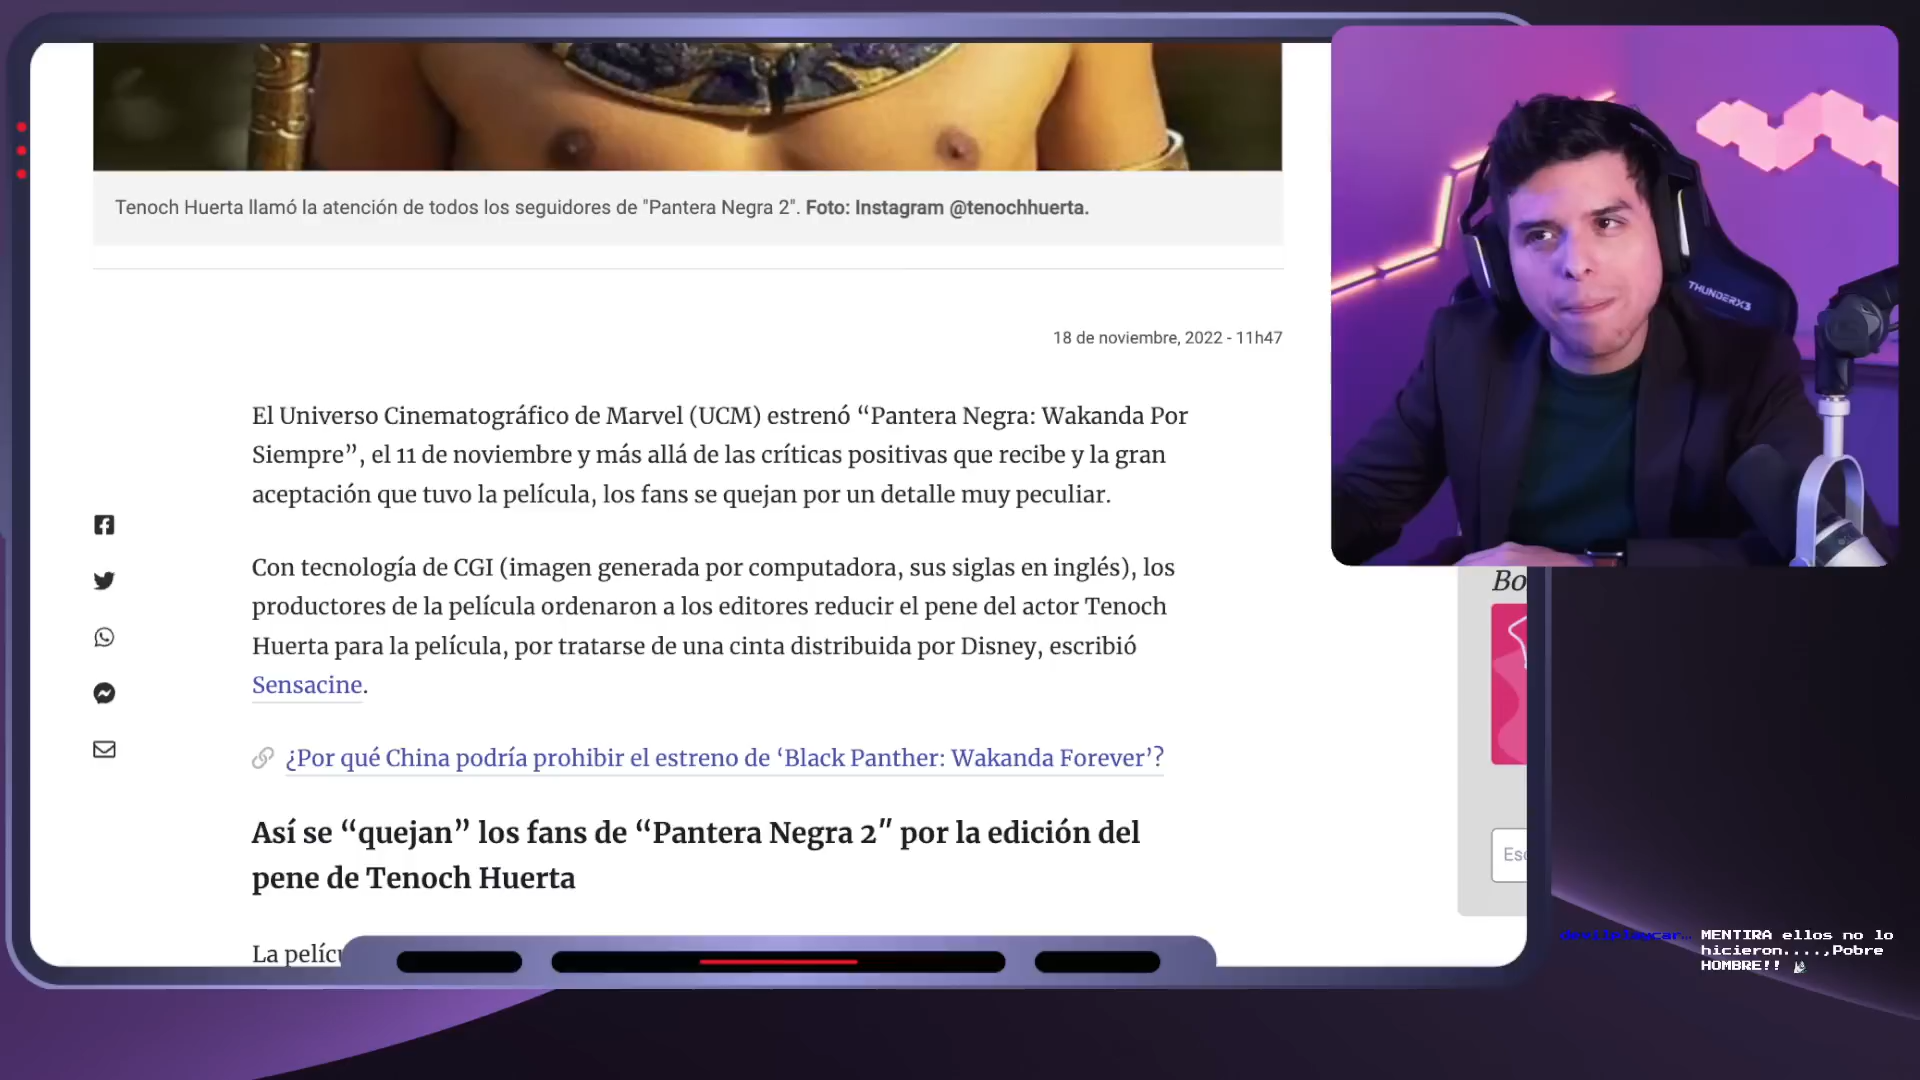 Tenoch Huerta llamó la atención de todos los seguidores de "Pantera Negra 2". Foto: Instagram @tenochhuerta.
18 de noviembre, 2022 - 11h47
El Universo Cinematográfico de Marvel (UCM) estrenó “Pantera Negra: Wakanda Por
Siempre”, el 11 de noviembre y más allá de las críticas positivas que recibe y la gran
aceptación que tuvo la película, los fans se quejan por un detalle muy peculiar.
Con tecnología de CGI (imagen generada por computadora, sus siglas en inglés), los
productores de la película ordenaron a los editores reducir el pene del actor Tenoch
Huerta para la película, por tratarse de una cinta distribuida por Disney, escribió
Sensacine.
¿Por qué China podría prohibir el estreno de ‘Black Panther: Wakanda Forever’?
Así se “quejan” los fans de “Pantera Negra 2" por la edición del
pene de Tenoch Huerta
La pelícu
THUNDERX3
Bo
Esc
MENTIRA ellos no lo
hicieron....,Pobre
HOMBRE!!